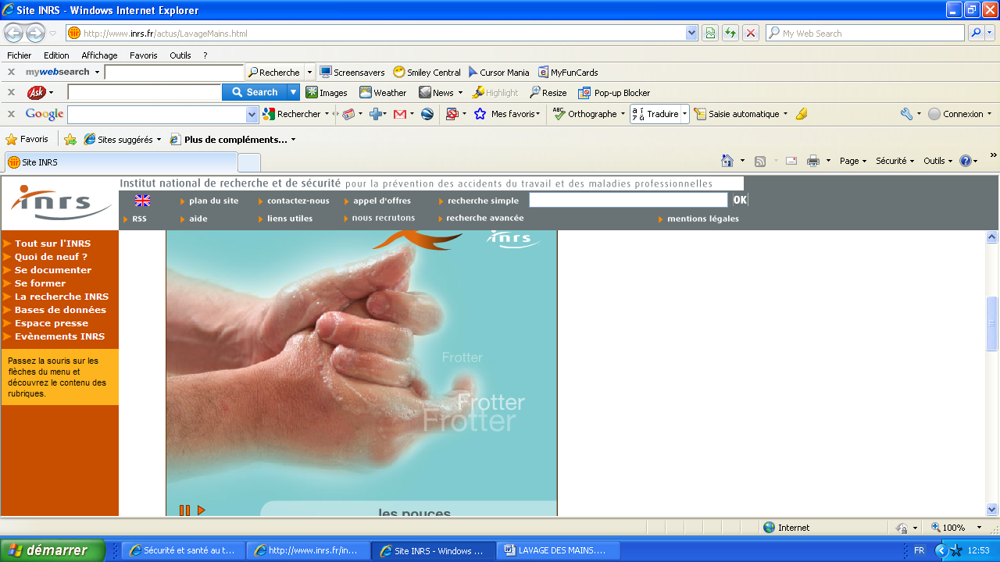 Site INRS - Windows Internet Explorer
http://www.inrs.fr/actus/LavageMains.html
My Web Search
Fichier Edition Affichage Favoris Outils ?
mywebsearch Recherche Screensavers Smiley Central Cursor Mania MyFunCards
Ask Search Images Weather News Highlight Resize Pop-up Blocker
Google Rechercher Mes favoris Orthographe Traduire Saisie automatique Connexion
Favoris Sites suggérés Plus de compléments...
Site INRS Page Sécurité Outils
Institut national de recherche et de sécurité pour la prévention des accidents du travail et des maladies professionnelles
inrs
plan du site contactez-nous appel d'offres recherche simple OK
RSS aide liens utiles nous recrutons recherche avancée mentions légales
Tout sur l'INRS
Quoi de neuf ?
Se documenter
Se former
La recherche INRS
Bases de données
Espace presse
Evènements INRS
Passez la souris sur les
flèches du menu et
découvrez le contenu des
rubriques.
inrs
Frotter
Frotter
Frotter
les pouces
Internet 100%
démarrer Sécurité et santé au t... http://www.inrs.fr/in... Site INRS - Windows ... LAVAGE DES MAINS.... FR 12:53